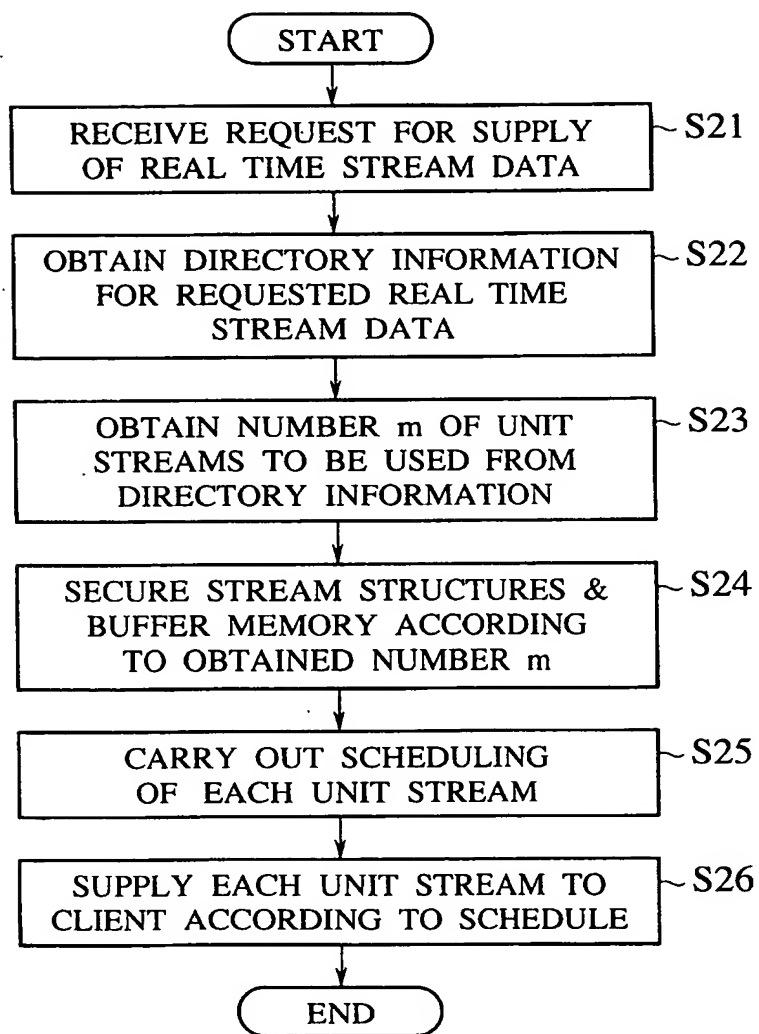 START
RECEIVE REQUEST FOR SUPPLY
OF REAL TIME STREAM DATA
S21
OBTAIN DIRECTORY INFORMATION
FOR REQUESTED REAL TIME
STREAM DATA
S22
OBTAIN NUMBER m OF UNIT
STREAMS TO BE USED FROM
DIRECTORY INFORMATION
S23
SECURE STREAM STRUCTURES &
BUFFER MEMORY ACCORDING
TO OBTAINED NUMBER m
S24
CARRY OUT SCHEDULING
OF EACH UNIT STREAM
S25
SUPPLY EACH UNIT STREAM TO
CLIENT ACCORDING TO SCHEDULE
S26
END